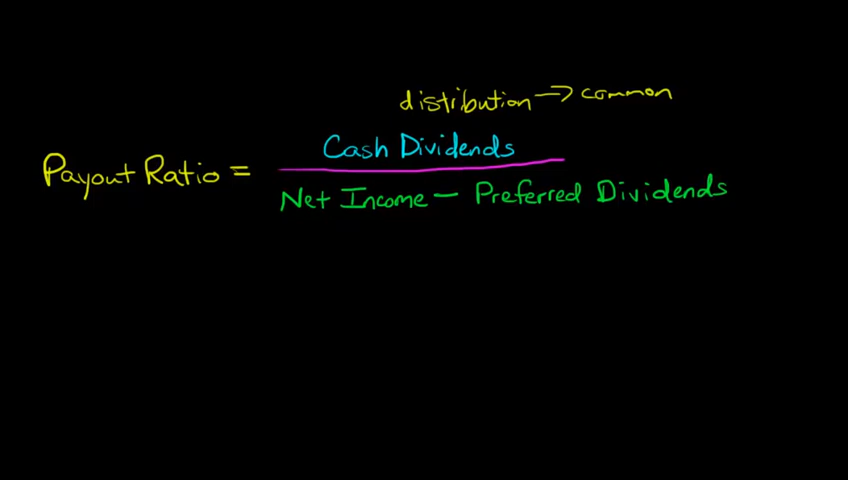 distribution → common
Cash Dividends
Payout Ratio =
Net Income - Preferred Dividends